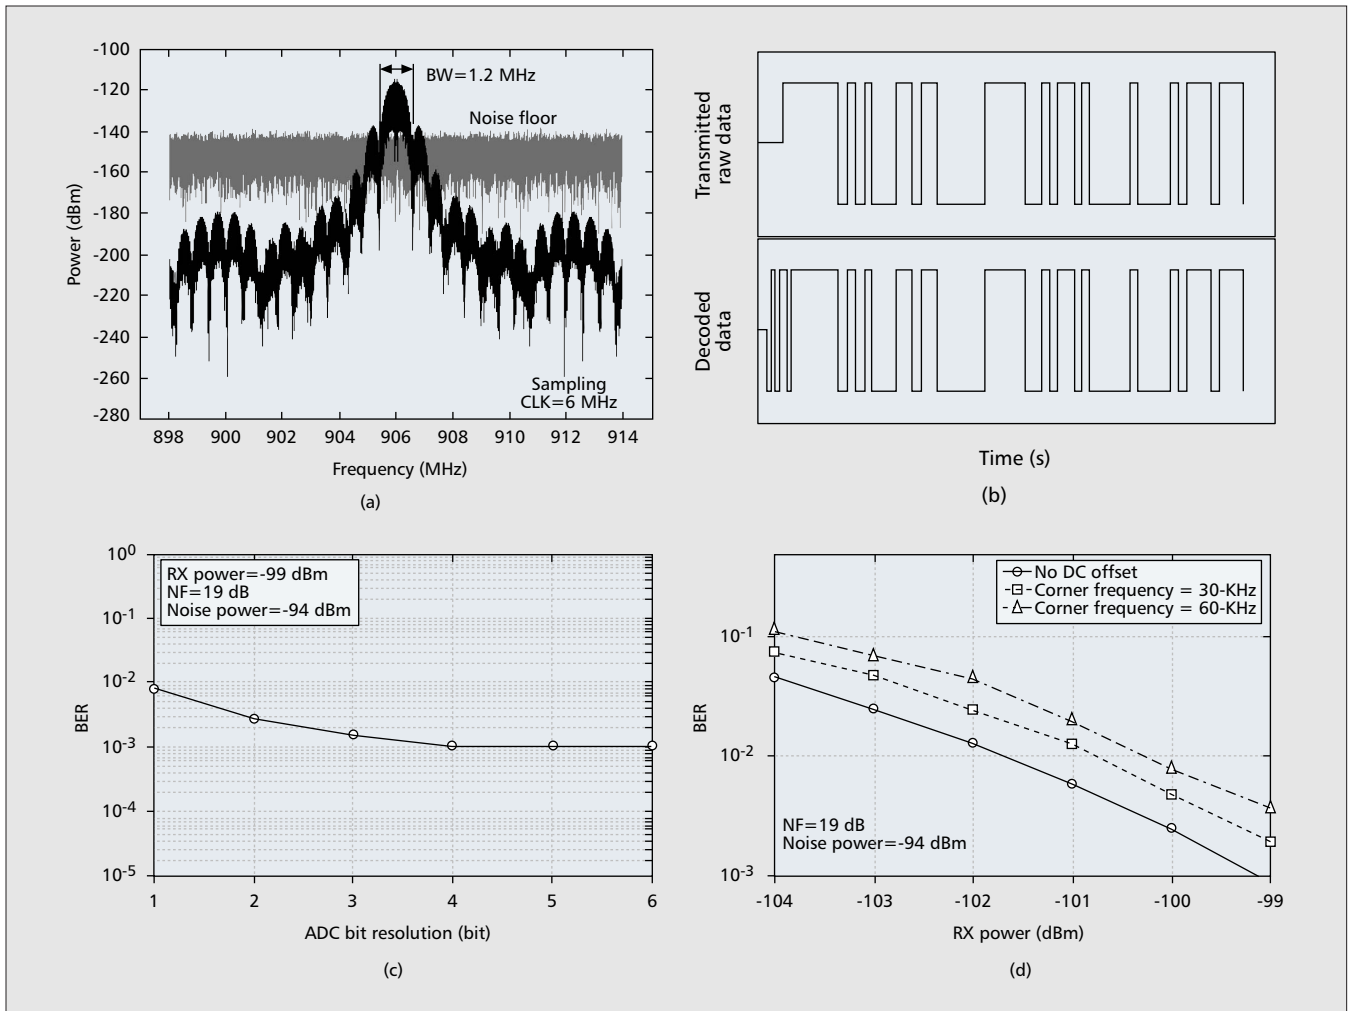 -100
-120
-140
-160
-180
-200
-220
-240
-260
-280
Power (dBm)
BW=1.2 MHz
Noise floor
Sampling
CLK=6 MHz
898 900 902 904 906 908 910 912 914
Frequency (MHz)
(a)
Transmitted
raw data
Decoded
data
Time (s)
(b)
10^0
10^-1
10^-2
10^-3
10^-4
10^-5
BER
RX power=-99 dBm
NF=19 dB
Noise power=-94 dBm
1 2 3 4 5 6
ADC bit resolution (bit)
(c)
No DC offset
Corner frequency = 30-KHz
Corner frequency = 60-KHz
10^-1
10^-2
10^-3
BER
NF=19 dB
Noise power=-94 dBm
-104 -103 -102 -101 -100 -99
RX power (dBm)
(d)